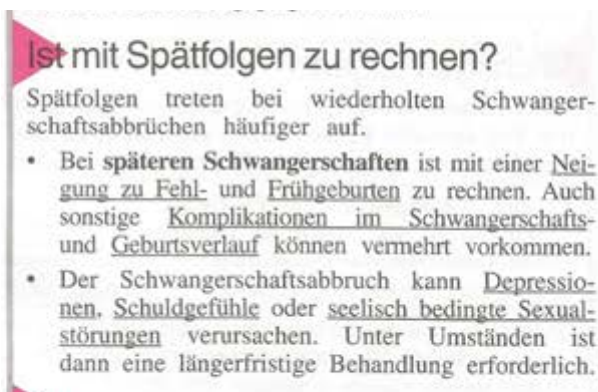 Ist mit Spätfolgen zu rechnen?
Spätfolgen treten bei wiederholten Schwanger-
schaftsabbrüchen häufiger auf.
• Bei späteren Schwangerschaften ist mit einer Nei-
gung zu Fehl- und Frühgeburten zu rechnen. Auch
sonstige Komplikationen im Schwangerschafts-
und Geburtsverlauf können vermehrt vorkommen.
• Der Schwangerschaftsabbruch kann Depressio-
nen, Schuldgefühle oder seelisch bedingte Sexual-
störungen verursachen. Unter Umständen ist
dann eine längerfristige Behandlung erforderlich.